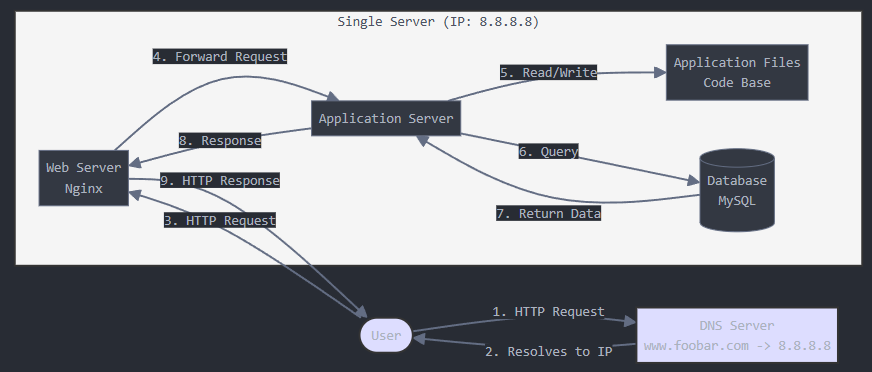 Single Server (IP: 8.8.8.8)
4. Forward Request
5. Read/Write
Application Files
Code Base
Application Server
8. Response
6. Query
Web Server
Nginx
9. HTTP Response
Database
MySQL
3. HTTP Request
7. Return Data
1. HTTP Request
User
2. Resolves to IP
DNS Server
www.foobar.com -> 8.8.8.8